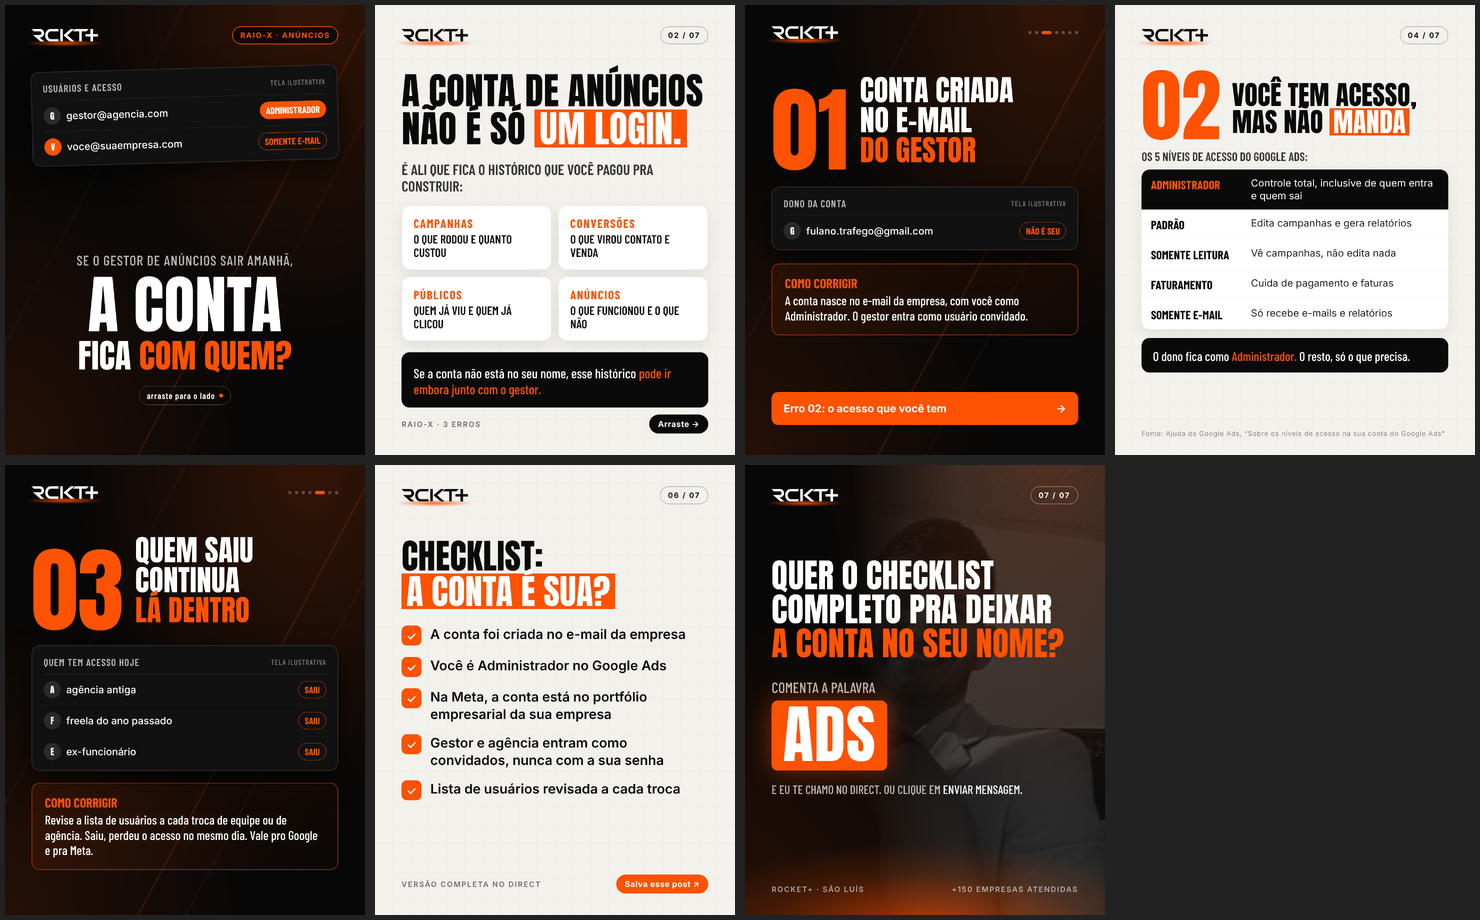 RCKT+
RAIO-X · ANÚNCIOS
USUÁRIOS E ACESSO
TELA ILUSTRATIVA
G gestor@agencia.com
ADMINISTRADOR
V voce@suaempresa.com
SOMENTE E-MAIL
SE O GESTOR DE ANÚNCIOS SAIR AMANHÃ,
A CONTA
FICA COM QUEM?
arraste para o lado
RCKT+
02 / 07
A CONTA DE ANÚNCIOS
NÃO É SÓ UM LOGIN.
É ALI QUE FICA O HISTÓRICO QUE VOCÊ PAGOU PRA
CONSTRUIR:
CAMPANHAS
O QUE RODOU E QUANTO
CUSTOU
CONVERSÕES
O QUE VIROU CONTATO E
VENDA
PÚBLICOS
QUEM JÁ VIU E QUEM JÁ
CLICOU
ANÚNCIOS
O QUE FUNCIONOU E O QUE
NÃO
Se a conta não está no seu nome, esse histórico pode ir
embora junto com o gestor.
RAIO-X · 3 ERROS
Arraste →
RCKT+
01
CONTA CRIADA
NO E-MAIL
DO GESTOR
DONO DA CONTA
TELA ILUSTRATIVA
G fulano.trafego@gmail.com
NÃO É SEU
COMO CORRIGIR
A conta nasce no e-mail da empresa, com você como
Administrador. O gestor entra como usuário convidado.
Erro 02: o acesso que você tem →
RCKT+
04 / 07
02
VOCÊ TEM ACESSO,
MAS NÃO MANDA
OS 5 NÍVEIS DE ACESSO DO GOOGLE ADS:
ADMINISTRADOR
Controle total, inclusive de quem entra
e quem sai
PADRÃO
Edita campanhas e gera relatórios
SOMENTE LEITURA
Vê campanhas, não edita nada
FATURAMENTO
Cuida de pagamento e faturas
SOMENTE E-MAIL
Só recebe e-mails e relatórios
O dono fica como Administrador. O resto, só o que precisa.
Fonte: Ajuda do Google Ads, "Sobre os níveis de acesso na sua conta do Google Ads"
RCKT+
03
QUEM SAIU
CONTINUA
LÁ DENTRO
QUEM TEM ACESSO HOJE
TELA ILUSTRATIVA
A agência antiga
SAIU
F freela do ano passado
SAIU
E ex-funcionário
SAIU
COMO CORRIGIR
Revise a lista de usuários a cada troca de equipe ou de
agência. Saiu, perdeu o acesso no mesmo dia. Vale pro Google
e pra Meta.
RCKT+
06 / 07
CHECKLIST:
A CONTA É SUA?
A conta foi criada no e-mail da empresa
Você é Administrador no Google Ads
Na Meta, a conta está no portfólio
empresarial da sua empresa
Gestor e agência entram como
convidados, nunca com a sua senha
Lista de usuários revisada a cada troca
VERSÃO COMPLETA NO DIRECT
Salva esse post ↗
RCKT+
07 / 07
QUER O CHECKLIST
COMPLETO PRA DEIXAR
A CONTA NO SEU NOME?
COMENTA A PALAVRA
ADS
E EU TE CHAMO NO DIRECT. OU CLIQUE EM ENVIAR MENSAGEM.
ROCKET+ · SÃO LUÍS
+150 EMPRESAS ATENDIDAS